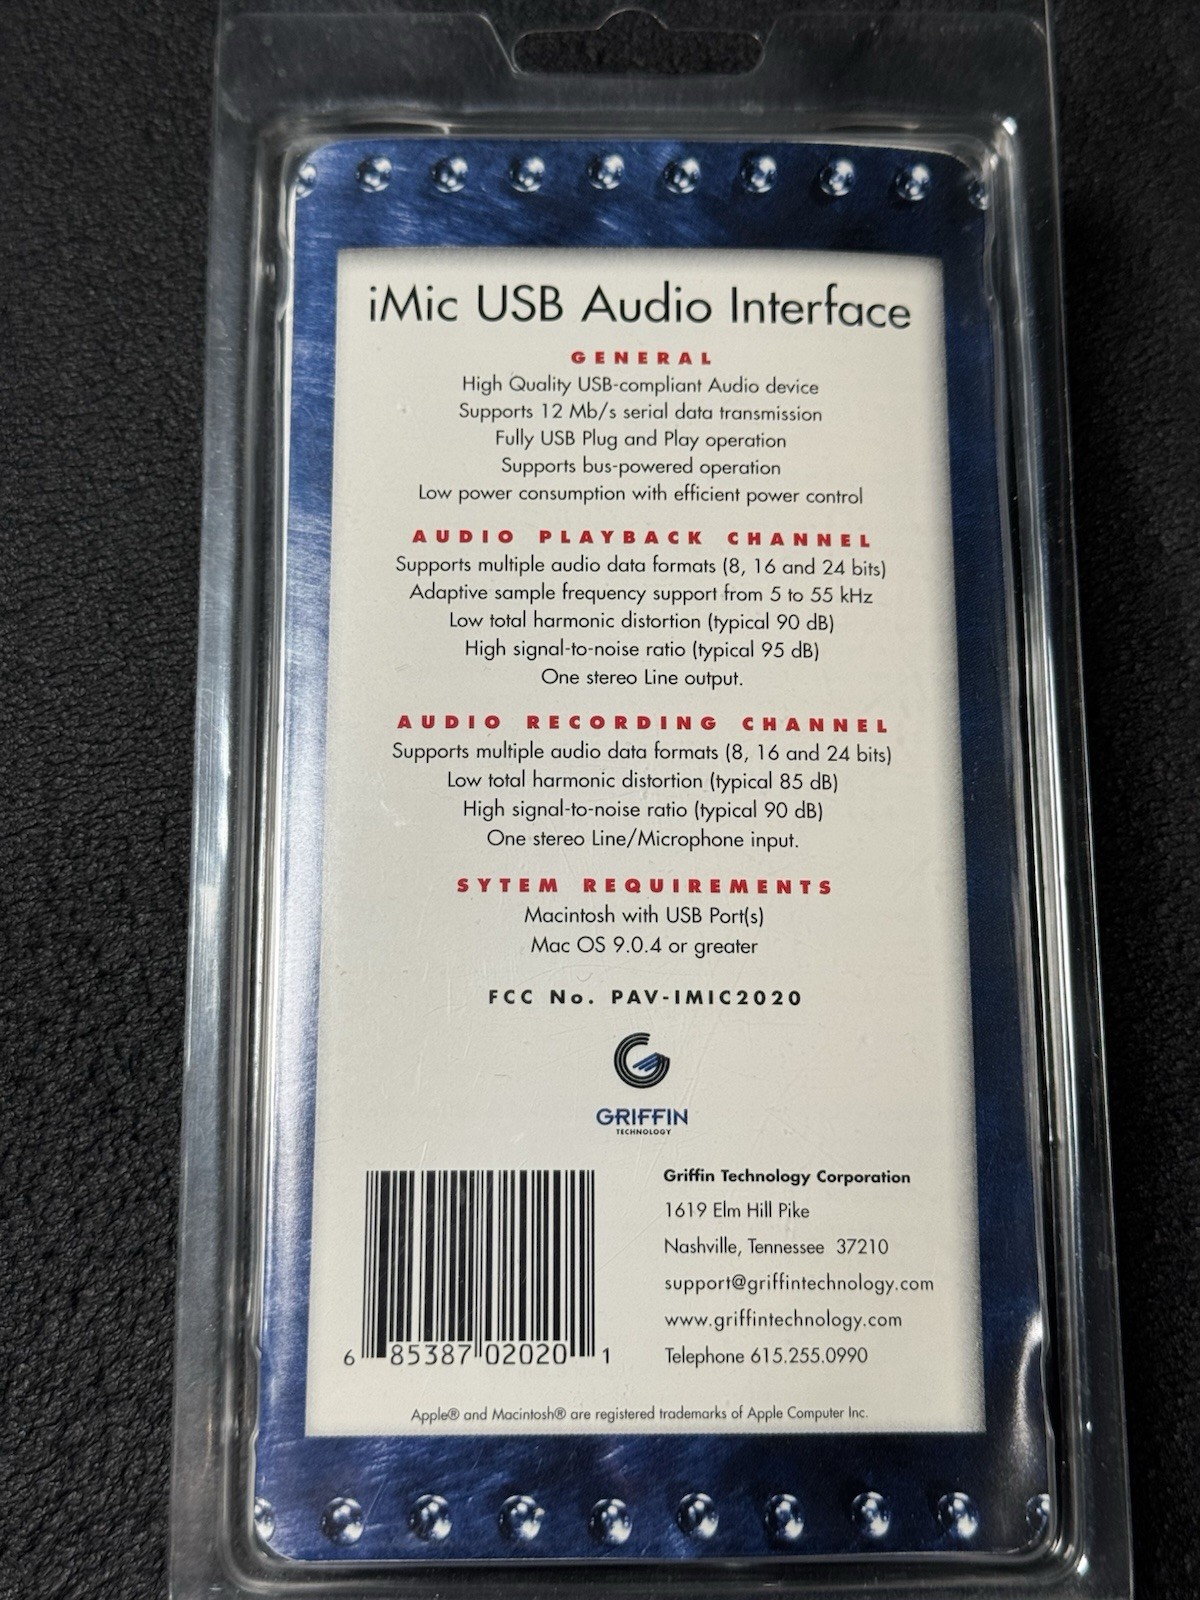 iMic USB Audio Interface
GENERAL
High Quality USB-compliant Audio device
Supports 12 Mb/s serial data transmission
Fully USB Plug and Play operation
Supports bus-powered operation
Low power consumption with efficient power control
AUDIO PLAYBACK CHANNEL
Supports multiple audio data formats (8, 16 and 24 bits)
Adaptive sample frequency support from 5 to 55 kHz
Low total harmonic distortion (typical 90 dB)
High signal-to-noise ratio (typical 95 dB)
One stereo Line output.
AUDIO RECORDING CHANNEL
Supports multiple audio data formats (8, 16 and 24 bits)
Low total harmonic distortion (typical 85 dB)
High signal-to-noise ratio (typical 90 dB)
One stereo Line/Microphone input.
SYTEM REQUIREMENTS
Macintosh with USB Port(s)
Mac OS 9.0.4 or greater
FCC No. PAV-IMIC2020
GRIFFIN
TECHNOLOGY
6 85387 02020 1
Griffin Technology Corporation
1619 Elm Hill Pike
Nashville, Tennessee 37210
support@griffintechnology.com
www.griffintechnology.com
Telephone 615.255.0990
Apple® and Macintosh® are registered trademarks of Apple Computer Inc.